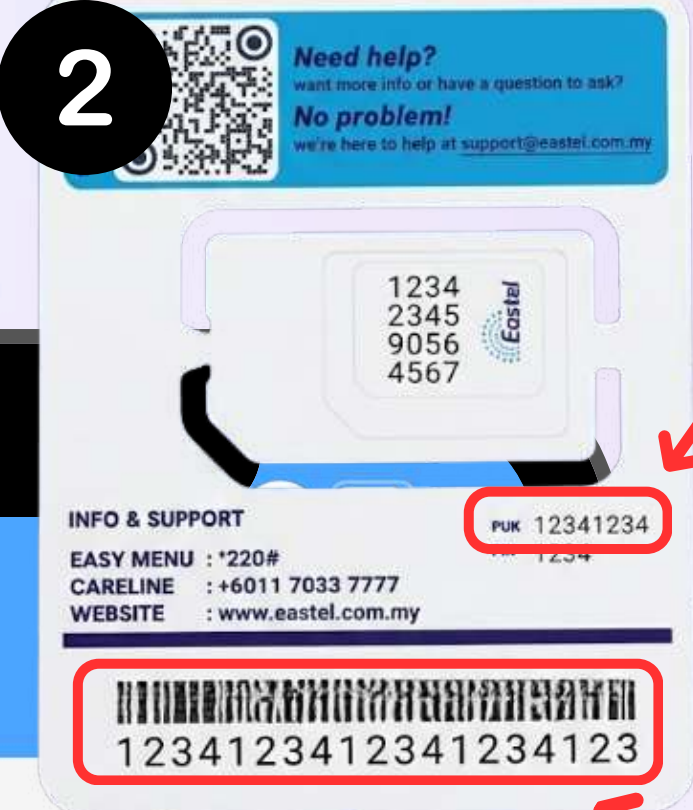 2
Need help?
want more info or have a question to ask?
No problem!
we're here to help at support@eastel.com.my
1234
2345
9056
4567
Eastel
INFO & SUPPORT
PUK 12341234
1234
EASY MENU : *220#
CARELINE : +6011 7033 7777
WEBSITE : www.eastel.com.my
1234123412341234123